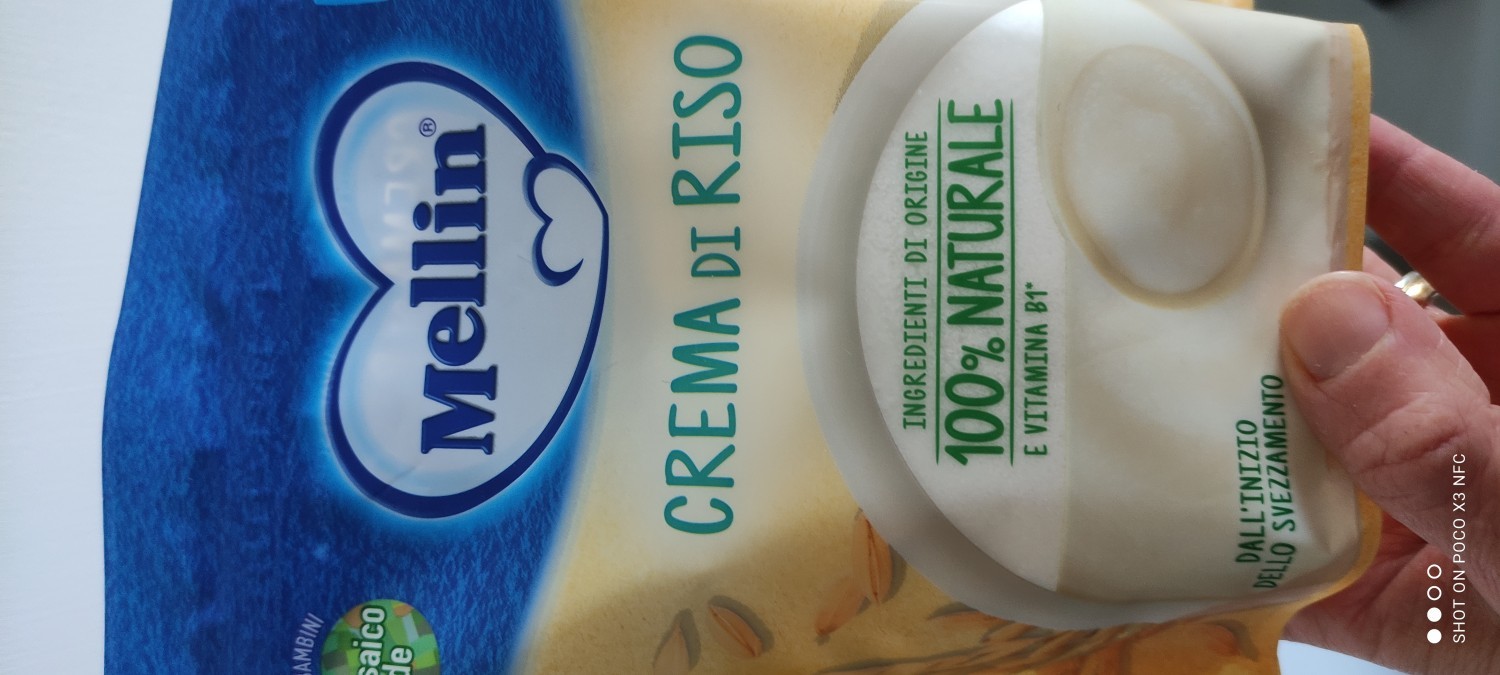 Mellin®
CREMA DI RISO
INGREDIENTI DI ORIGINE
100% NATURALE
E VITAMINA B1*
DALL'INIZIO
DELLO SVEZZAMENTO
SHOT ON POCO X3 NFC